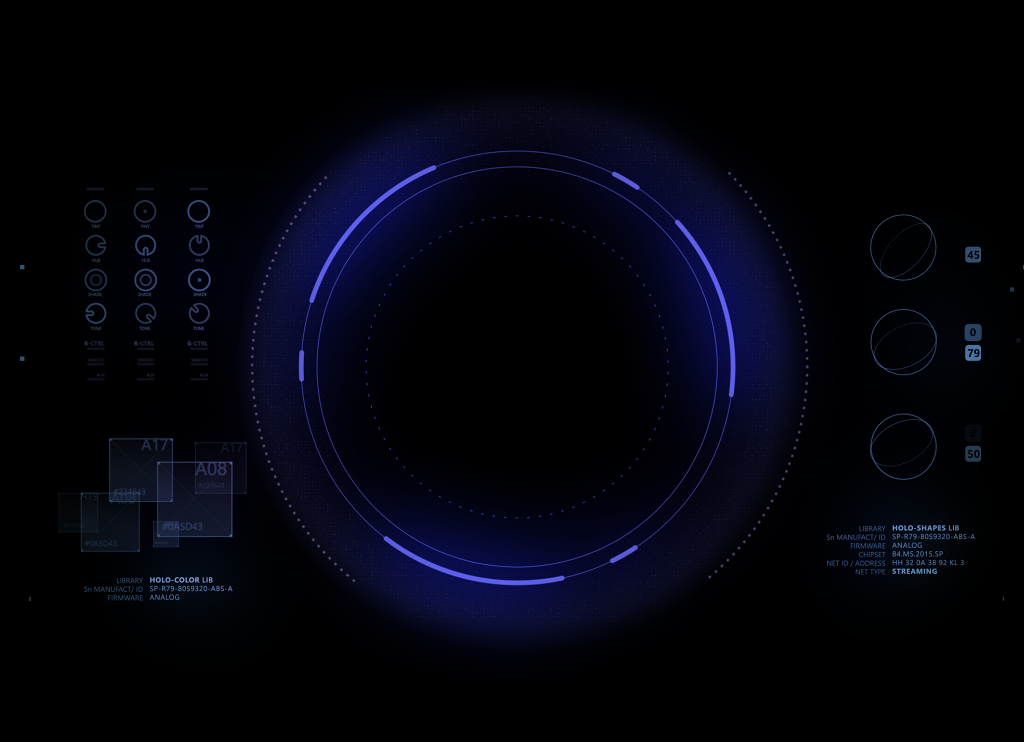 TINT TINT TINT
HUE HUE HUE
SHADE SHADE SHADE
TONE TONE TONE
B-CTRL B-CTRL G-CTRL
A17
A17
A08
A08
#0ASD43
#0ASD43
LIBRARY HOLO-COLOR LIB
Sn MANUFACT/ ID SP-R79-80S9320-ABS-A
FIRMWARE ANALOG
45
0
79
50
LIBRARY HOLO-SHAPES LIB
Sn MANUFACT/ ID SP-R79-80S9320-ABS-A
FIRMWARE ANALOG
CHIPSET 84.MS.2015.SP
NET ID / ADDRESS HH 32 0A 38 92 KL 3
NET TYPE STREAMING